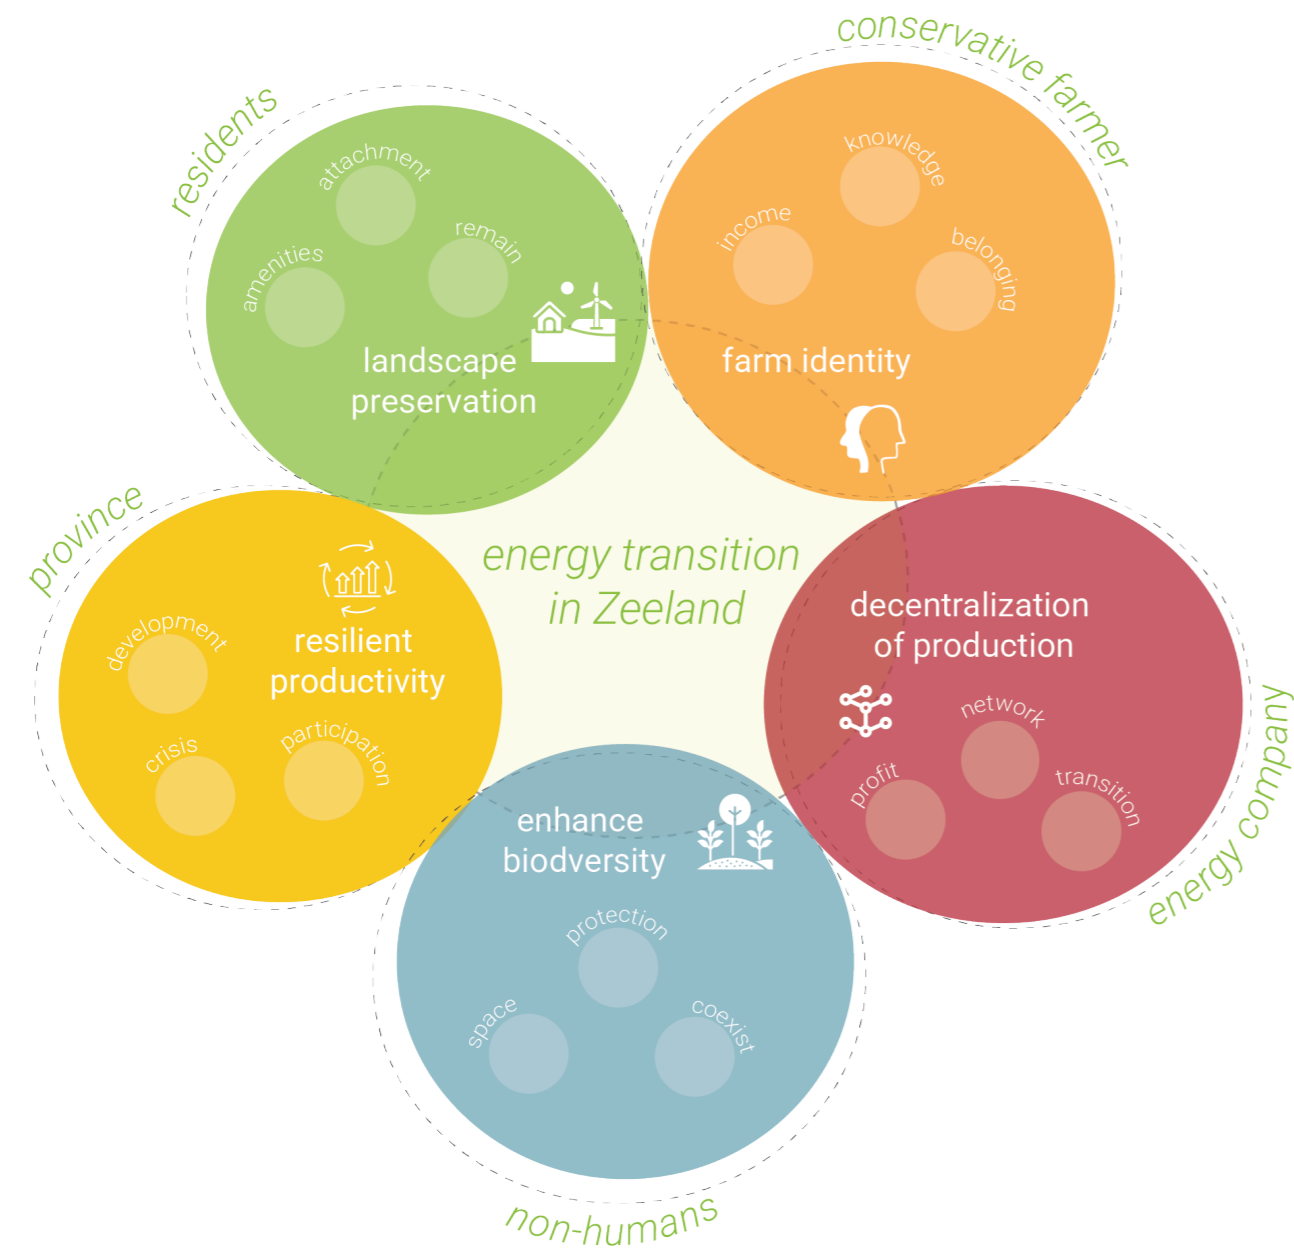 conservative farmer
residents
attachment
knowledge
remain
income
belonging
amenities
landscape
preservation
farm identity
province
energy transition
in Zeeland
decentralization
of production
development
resilient
productivity
network
crisis
participation
profit
transition
energy company
enhance
biodversity
protection
space
coexist
non-humans